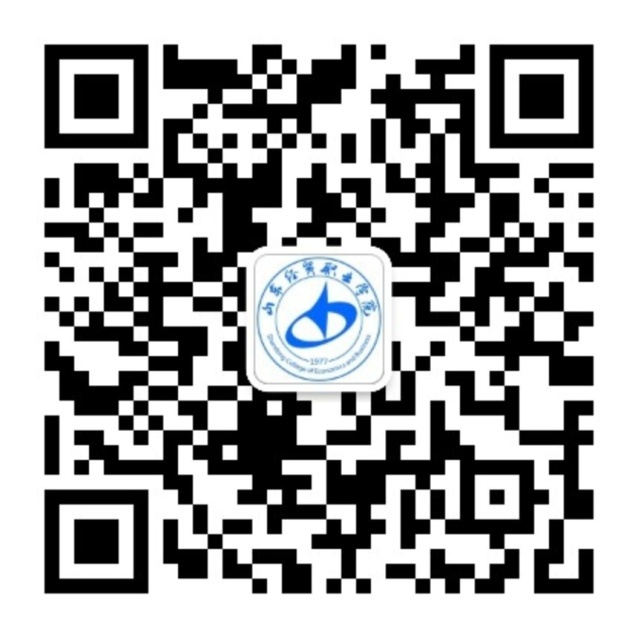 山东经贸职业学院
1977
Shandong College of Economics and Business